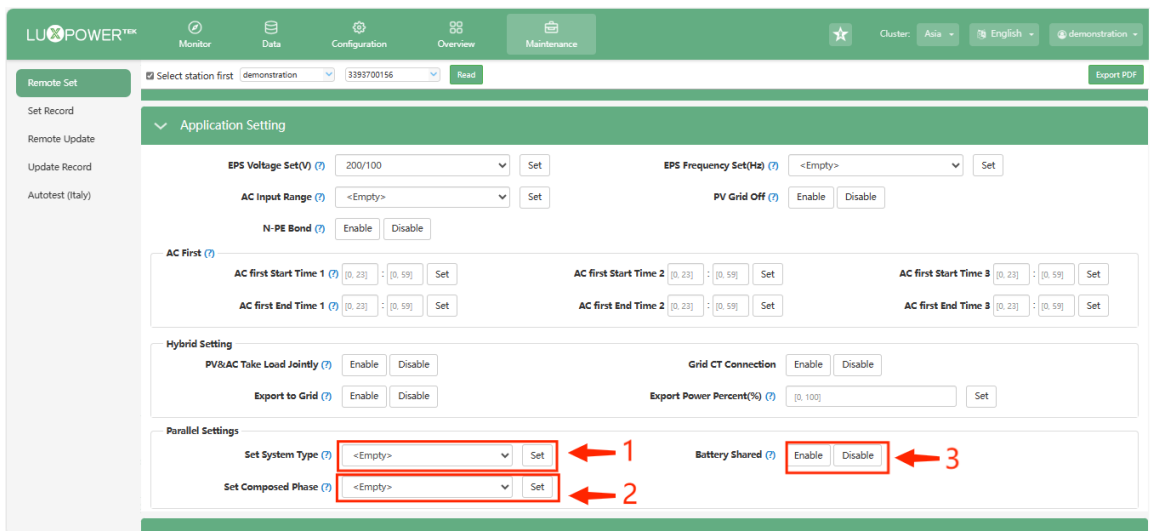 LUXPOWERTEK
Monitor
Data
Configuration
Overview
Maintenance
Cluster: Asia
English
demonstration
Remote Set
Set Record
Remote Update
Update Record
Autotest (Italy)
Select station first demonstration 3393700156 Read
Export PDF
Application Setting
EPS Voltage Set(V) (?) 200/100 Set EPS Frequency Set(Hz) (?) <Empty> Set
AC Input Range (?) <Empty> Set PV Grid Off (?) Enable Disable
N-PE Bond (?) Enable Disable
AC First (?)
AC first Start Time 1 (?) [0, 23] : [0, 59] Set AC first Start Time 2 [0, 23] : [0, 59] Set AC first Start Time 3 [0, 23] : [0, 59] Set
AC first End Time 1 (?) [0, 23] : [0, 59] Set AC first End Time 2 [0, 23] : [0, 59] Set AC first End Time 3 [0, 23] : [0, 59] Set
Hybrid Setting
PV&AC Take Load Jointly (?) Enable Disable Grid CT Connection Enable Disable
Export to Grid (?) Enable Disable Export Power Percent(%) (?) [0, 100] Set
Parallel Settings
Set System Type (?) <Empty> Set 1 Battery Shared (?) Enable Disable 3
Set Composed Phase (?) <Empty> Set 2